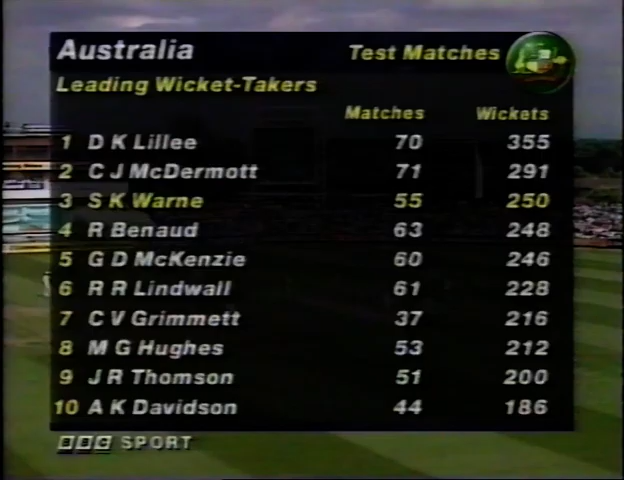 Australia Test Matches
Leading Wicket-Takers
Matches Wickets
1 D K Lillee 70 355
2 C J McDermott 71 291
3 S K Warne 55 250
4 R Benaud 63 248
5 G D McKenzie 60 246
6 R R Lindwall 61 228
7 C V Grimmett 37 216
8 M G Hughes 53 212
9 J R Thomson 51 200
10 A K Davidson 44 186
BBC SPORT